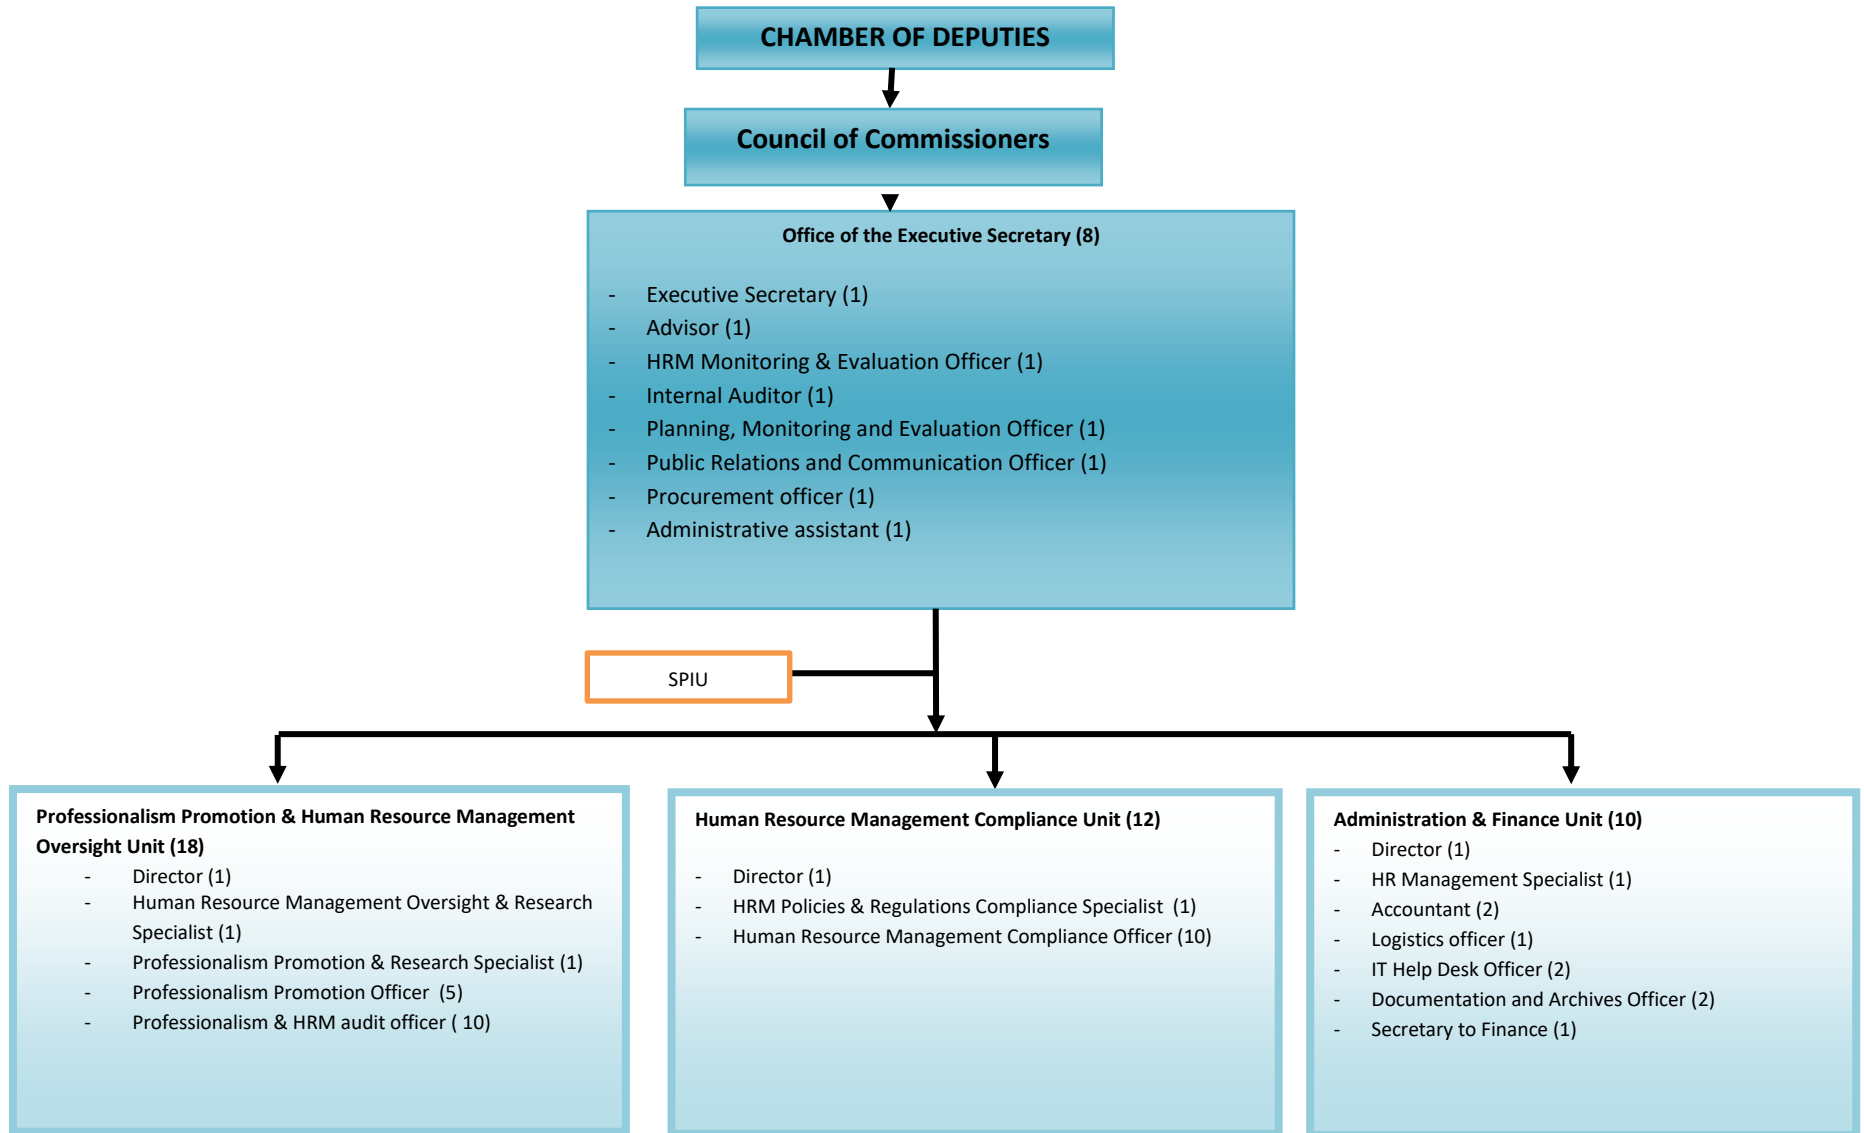 CHAMBER OF DEPUTIES
Council of Commissioners
Office of the Executive Secretary (8)
- Executive Secretary (1)
- Advisor (1)
- HRM Monitoring & Evaluation Officer (1)
- Internal Auditor (1)
- Planning, Monitoring and Evaluation Officer (1)
- Public Relations and Communication Officer (1)
- Procurement officer (1)
- Administrative assistant (1)
SPIU
Professionalism Promotion & Human Resource Management
Oversight Unit (18)
- Director (1)
- Human Resource Management Oversight & Research
Specialist (1)
- Professionalism Promotion & Research Specialist (1)
- Professionalism Promotion Officer (5)
- Professionalism & HRM audit officer ( 10)
Human Resource Management Compliance Unit (12)
- Director (1)
- HRM Policies & Regulations Compliance Specialist (1)
- Human Resource Management Compliance Officer (10)
Administration & Finance Unit (10)
- Director (1)
- HR Management Specialist (1)
- Accountant (2)
- Logistics officer (1)
- IT Help Desk Officer (2)
- Documentation and Archives Officer (2)
- Secretary to Finance (1)